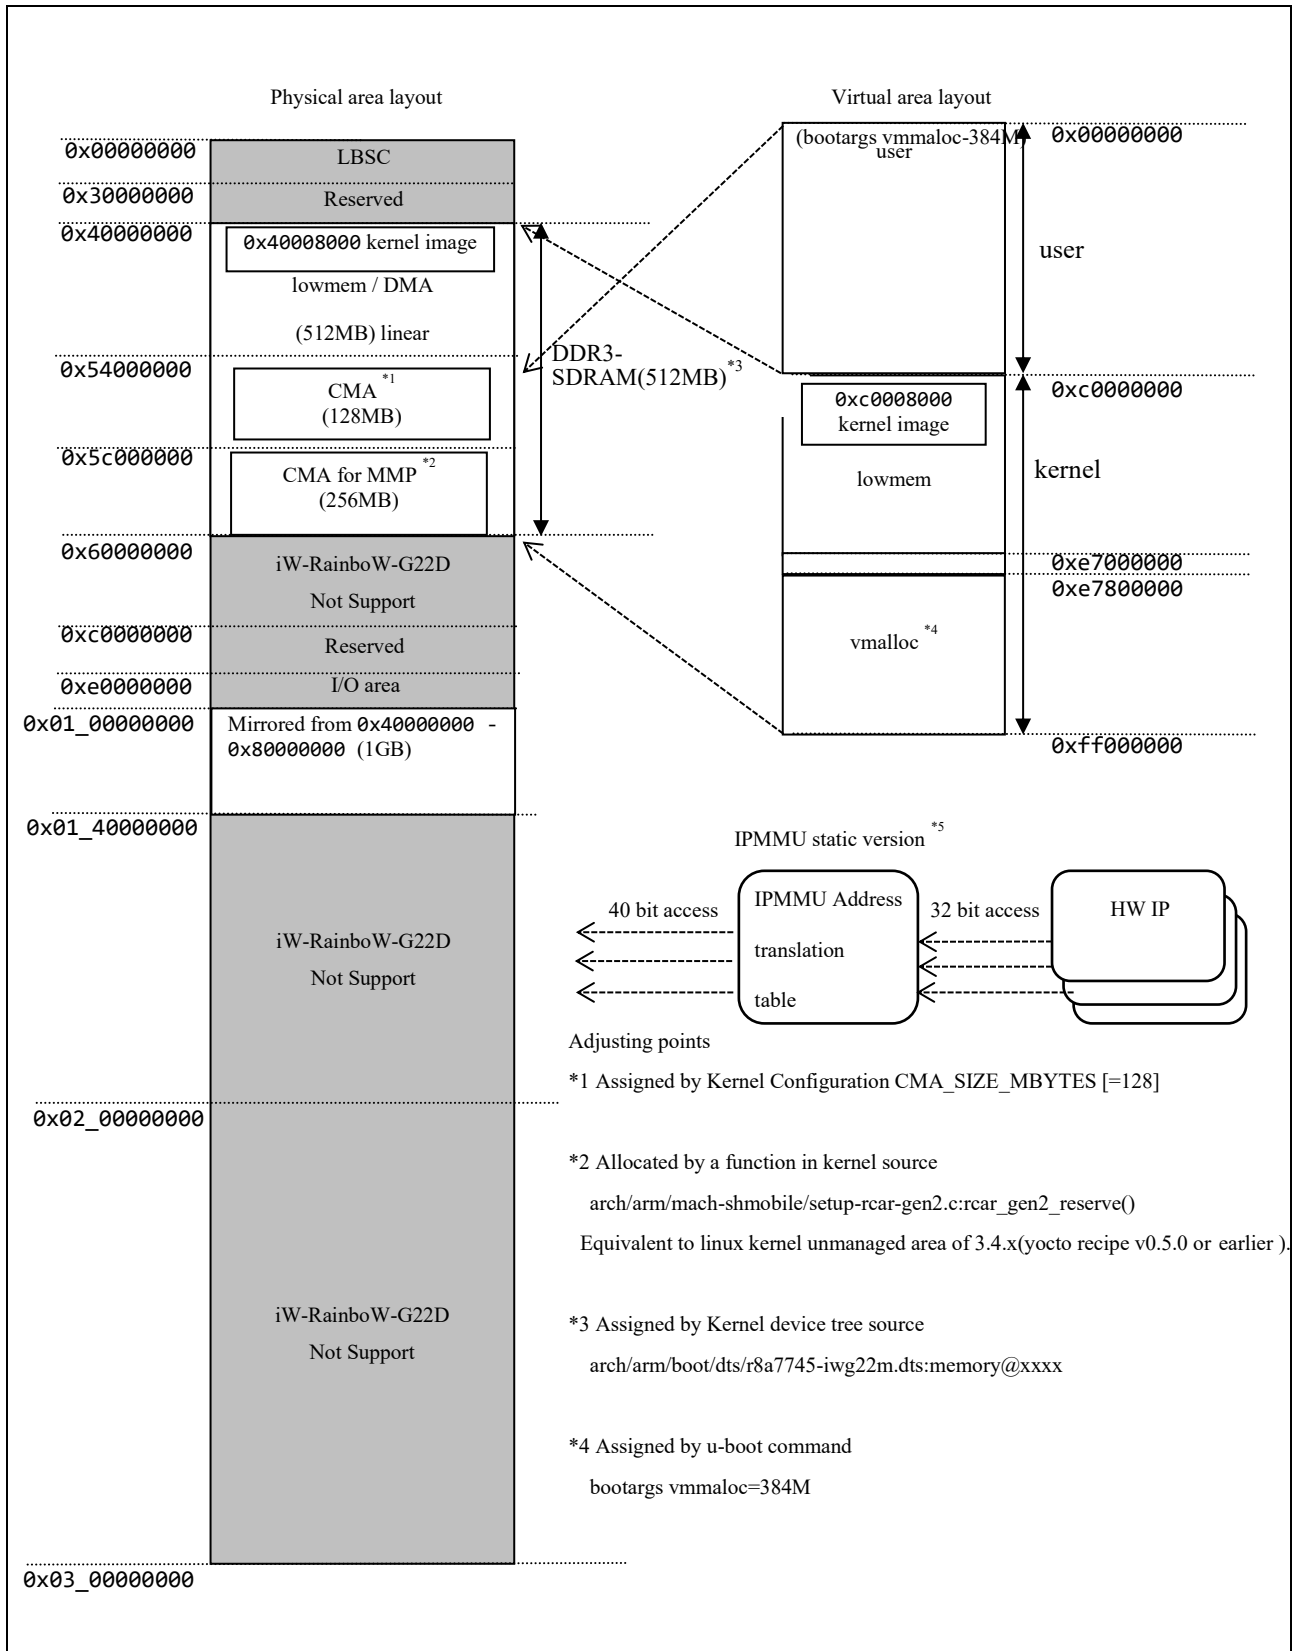 Physical area layout
0x00000000
LBSC
0x30000000
Reserved
0x40000000
0x40008000 kernel image
lowmem / DMA
(512MB) linear
0x54000000
CMA *1
(128MB)
0x5c000000
CMA for MMP *2
(256MB)
DDR3-
SDRAM(512MB) *3
0x60000000
iW-RainboW-G22D
Not Support
0xc0000000
Reserved
0xe0000000
I/O area
0x01_00000000
Mirrored from 0x40000000 -
0x80000000 (1GB)
0x01_40000000
iW-RainboW-G22D
Not Support
0x02_00000000
iW-RainboW-G22D
Not Support
0x03_00000000
Virtual area layout
(bootargs vmmaloc-384M)
user
0x00000000
user
0xc0000000
0xc0008000
kernel image
lowmem
kernel
0xe7000000
0xe7800000
vmalloc *4
0xff000000
IPMMU static version *5
40 bit access
IPMMU Address
translation
table
32 bit access
HW IP
Adjusting points
*1 Assigned by Kernel Configuration CMA_SIZE_MBYTES [=128]
*2 Allocated by a function in kernel source
arch/arm/mach-shmobile/setup-rcar-gen2.c:rcar_gen2_reserve()
Equivalent to linux kernel unmanaged area of 3.4.x(yocto recipe v0.5.0 or earlier ).
*3 Assigned by Kernel device tree source
arch/arm/boot/dts/r8a7745-iwg22m.dts:memory@xxxx
*4 Assigned by u-boot command
bootargs vmmaloc=384M